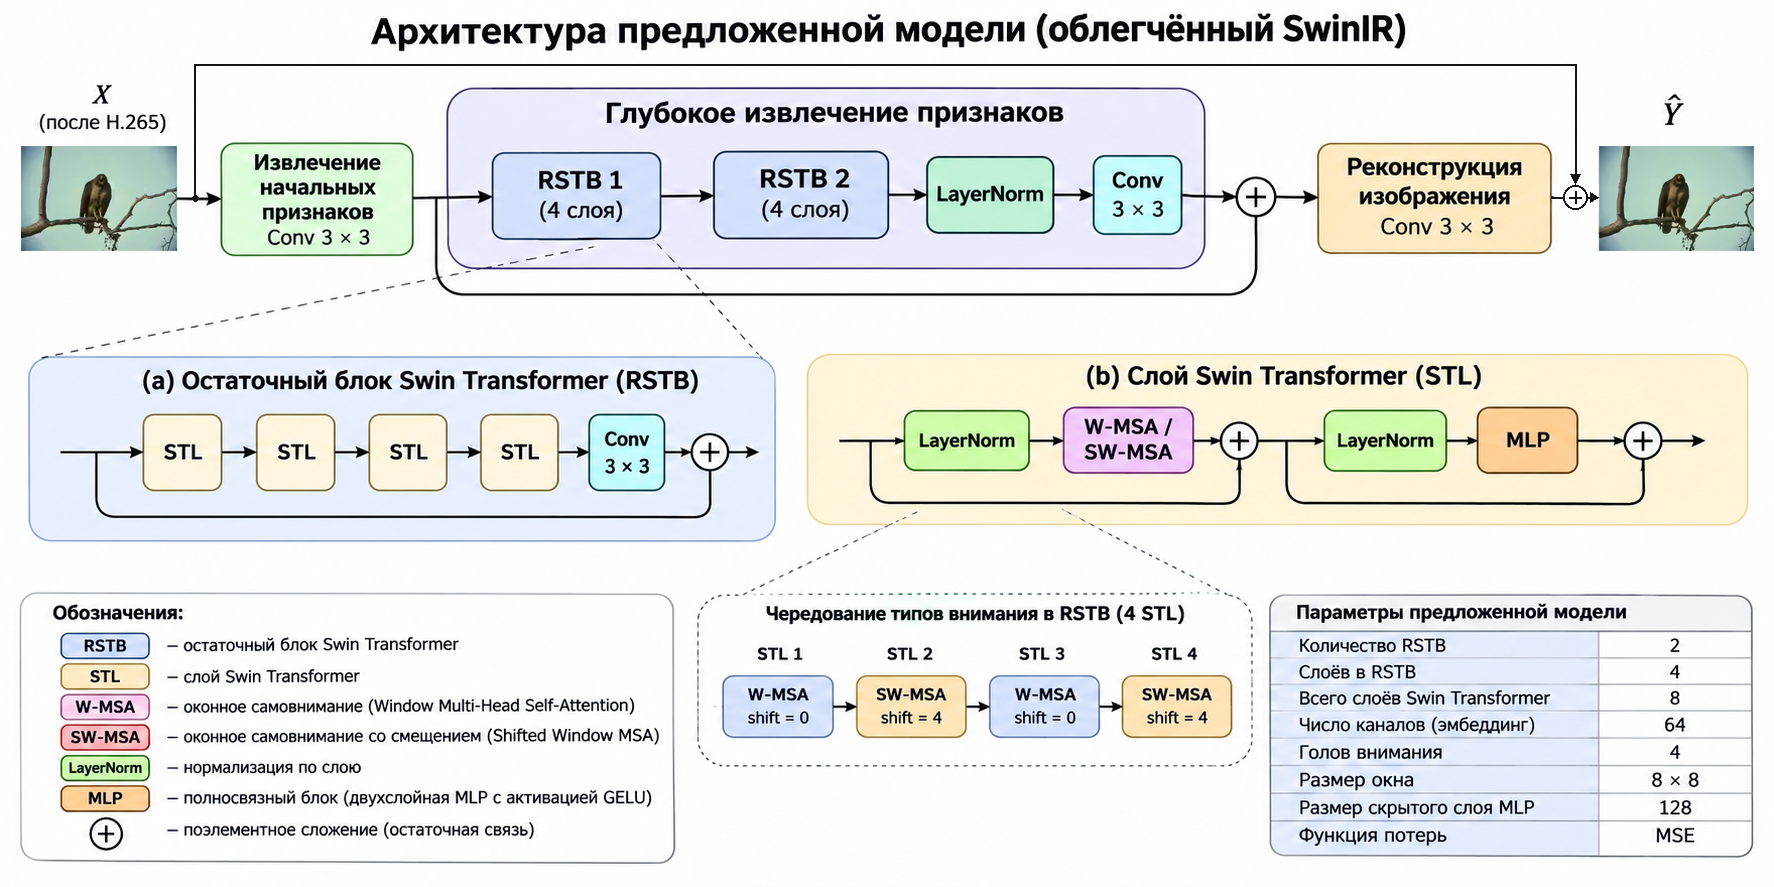 Архитектура предложенной модели (облегчённый SwinIR)
X
(после H.265)
Извлечение
начальных
признаков
Conv 3 × 3
Глубокое извлечение признаков
RSTB 1
(4 слоя)
RSTB 2
(4 слоя)
LayerNorm
Conv
3 × 3
+
Реконструкция
изображения
Conv 3 × 3
+
Ŷ
(a) Остаточный блок Swin Transformer (RSTB)
STL
STL
STL
STL
Conv
3 × 3
+
(b) Слой Swin Transformer (STL)
LayerNorm
W-MSA /
SW-MSA
+
LayerNorm
MLP
+
Обозначения:
RSTB – остаточный блок Swin Transformer
STL – слой Swin Transformer
W-MSA – оконное самовнимание (Window Multi-Head Self-Attention)
SW-MSA – оконное самовнимание со смещением (Shifted Window MSA)
LayerNorm – нормализация по слою
MLP – полносвязный блок (двухслойная MLP с активацией GELU)
+ – поэлементное сложение (остаточная связь)
Чередование типов внимания в RSTB (4 STL)
STL 1 STL 2 STL 3 STL 4
W-MSA
shift = 0
SW-MSA
shift = 4
W-MSA
shift = 0
SW-MSA
shift = 4
Параметры предложенной модели
Количество RSTB 2
Слоёв в RSTB 4
Всего слоёв Swin Transformer 8
Число каналов (эмбеддинг) 64
Голов внимания 4
Размер окна 8 × 8
Размер скрытого слоя MLP 128
Функция потерь MSE